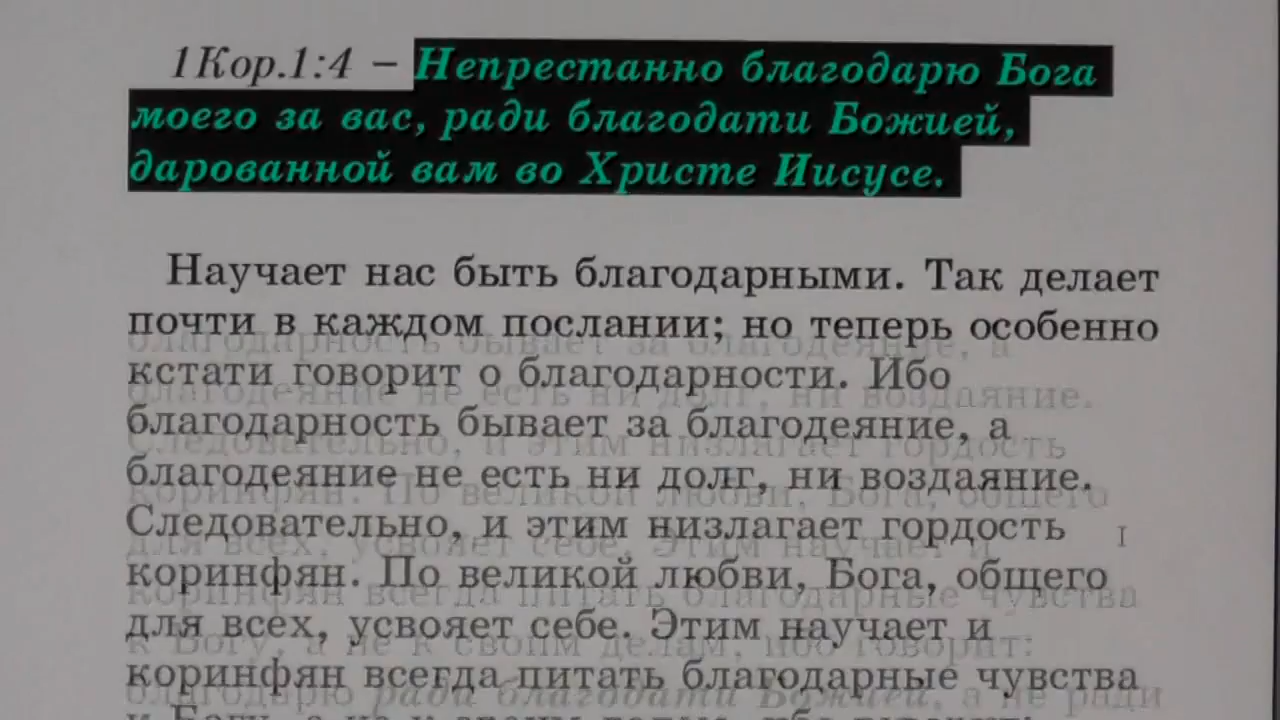 1Кор.1:4 – Непрестанно благодарю Бога
моего за вас, ради благодати Божией,
дарованной вам во Христе Иисусе.
Научает нас быть благодарными. Так делает
почти в каждом послании; но теперь особенно
кстати говорит о благодарности. Ибо
благодарность бывает за благодеяние, а
благодеяние не есть ни долг, ни воздаяние.
Следовательно, и этим низлагает гордость
коринфян. По великой любви, Бога, общего
для всех, усвояет себе. Этим научает и
коринфян всегда питать благодарные чувства